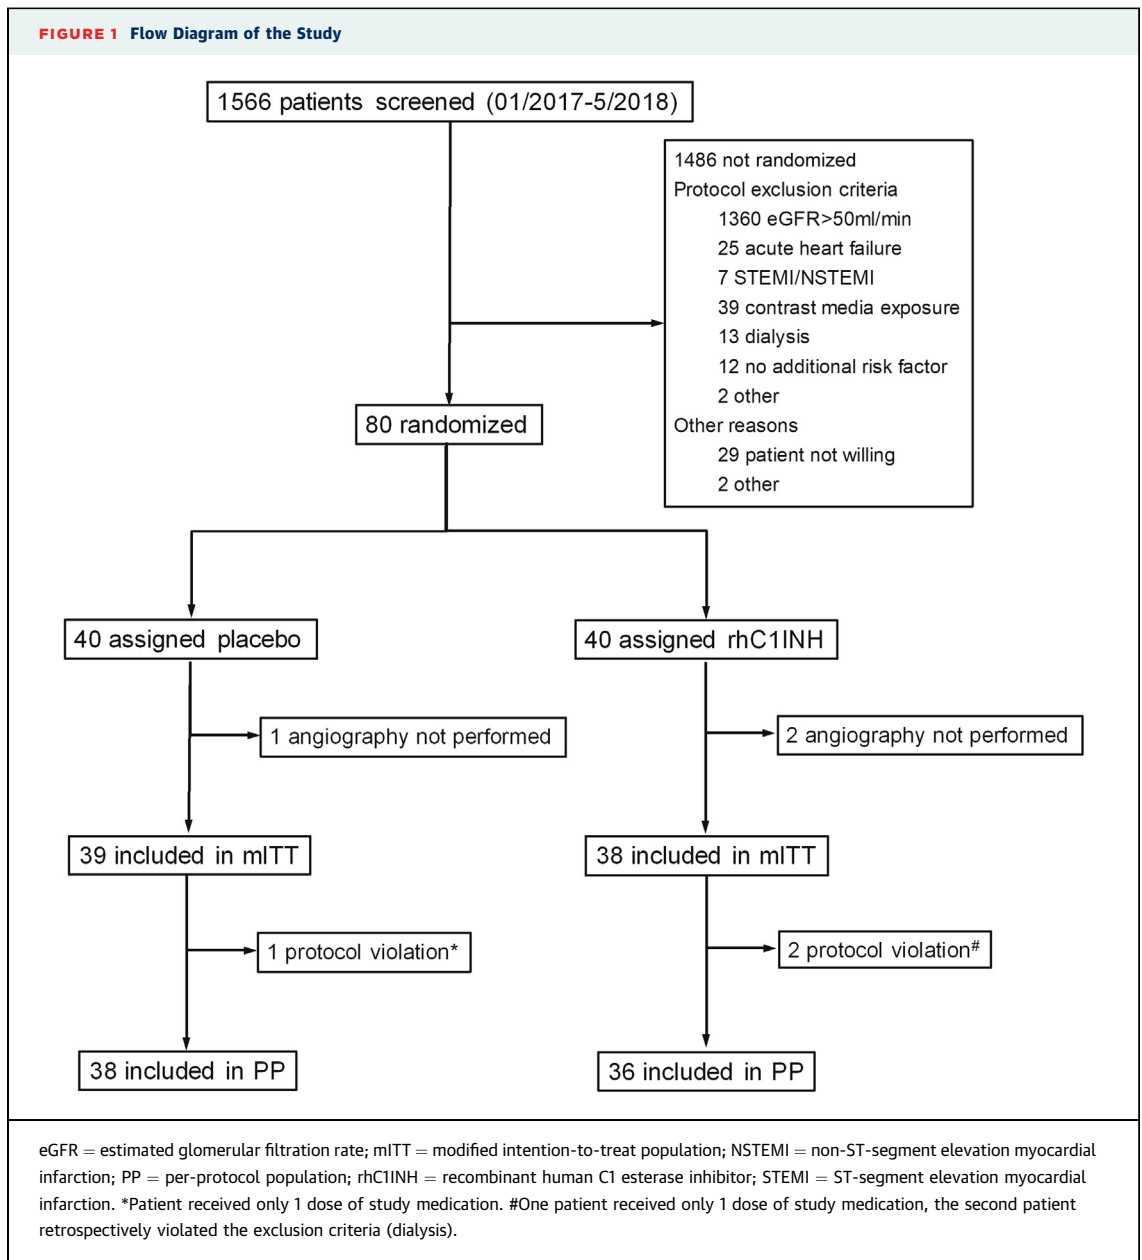 FIGURE 1 Flow Diagram of the Study
1566 patients screened (01/2017-5/2018)
1486 not randomized
Protocol exclusion criteria
1360 eGFR>50ml/min
25 acute heart failure
7 STEMI/NSTEMI
39 contrast media exposure
13 dialysis
12 no additional risk factor
2 other
Other reasons
29 patient not willing
2 other
80 randomized
40 assigned placebo
40 assigned rhC1INH
1 angiography not performed
2 angiography not performed
39 included in mITT
38 included in mITT
1 protocol violation*
2 protocol violation#
38 included in PP
36 included in PP
eGFR = estimated glomerular filtration rate; mITT = modified intention-to-treat population; NSTEMI = non-ST-segment elevation myocardial
infarction; PP = per-protocol population; rhC1INH = recombinant human C1 esterase inhibitor; STEMI = ST-segment elevation myocardial
infarction. *Patient received only 1 dose of study medication. #One patient received only 1 dose of study medication, the second patient
retrospectively violated the exclusion criteria (dialysis).